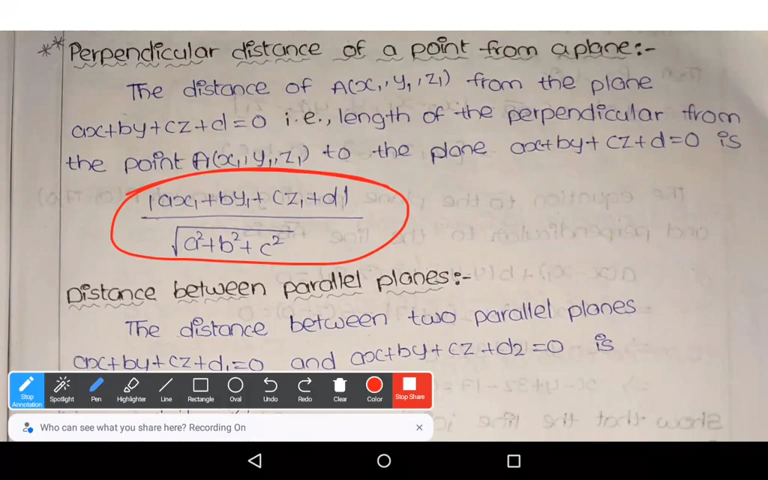 ** Perpendicular distance of a point from a plane:-
The distance of A(x₁, y₁, z₁) from the plane
ax+by+cz+d=0 i.e., length of the perpendicular from
the point A(x₁, y₁, z₁) to the plane ax+by+cz+d=0 is
|ax₁+by₁+cz₁+d|
√a²+b²+c²
Distance between parallel planes:-
The distance between two parallel planes
ax+by+cz+d₁=0 and ax+by+cz+d₂=0 is
Stop Annotation
Spotlight
Pen
Highlighter
Line
Rectangle
Oval
Undo
Redo
Clear
Color
Stop Share
Who can see what you share here? Recording On